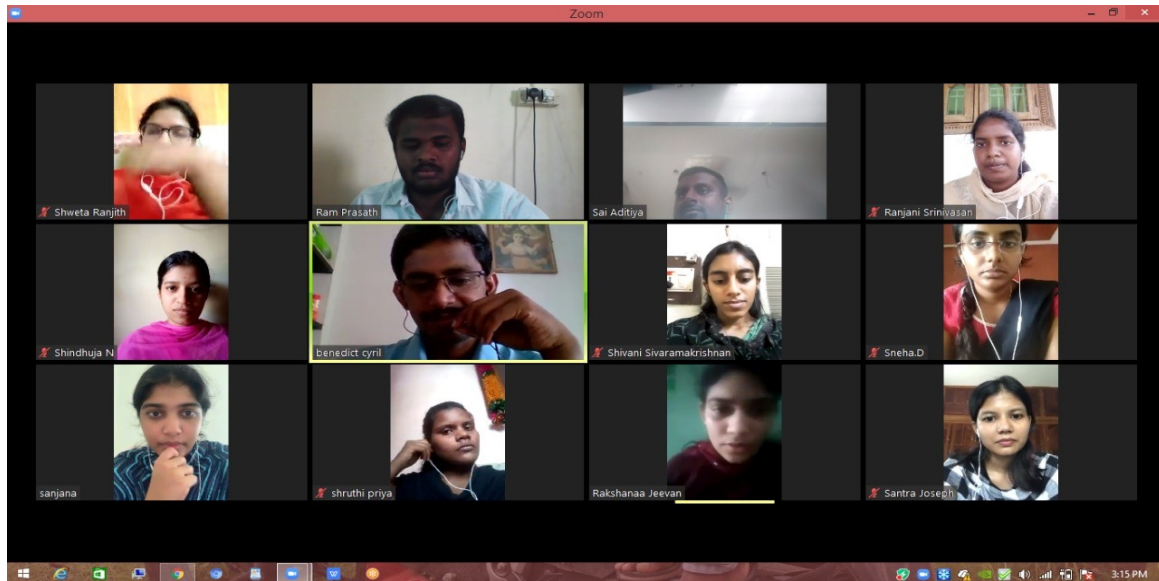 Zoom
Shweta Ranjith
Ram Prasath
Sai Aditiya
Ranjani Srinivasan
Shindhuja N
benedict cyril
Shivani Sivaramakrishnan
Sneha.D
sanjana
shruthi priya
Rakshanaa Jeevan
Santra Joseph
3:15 PM